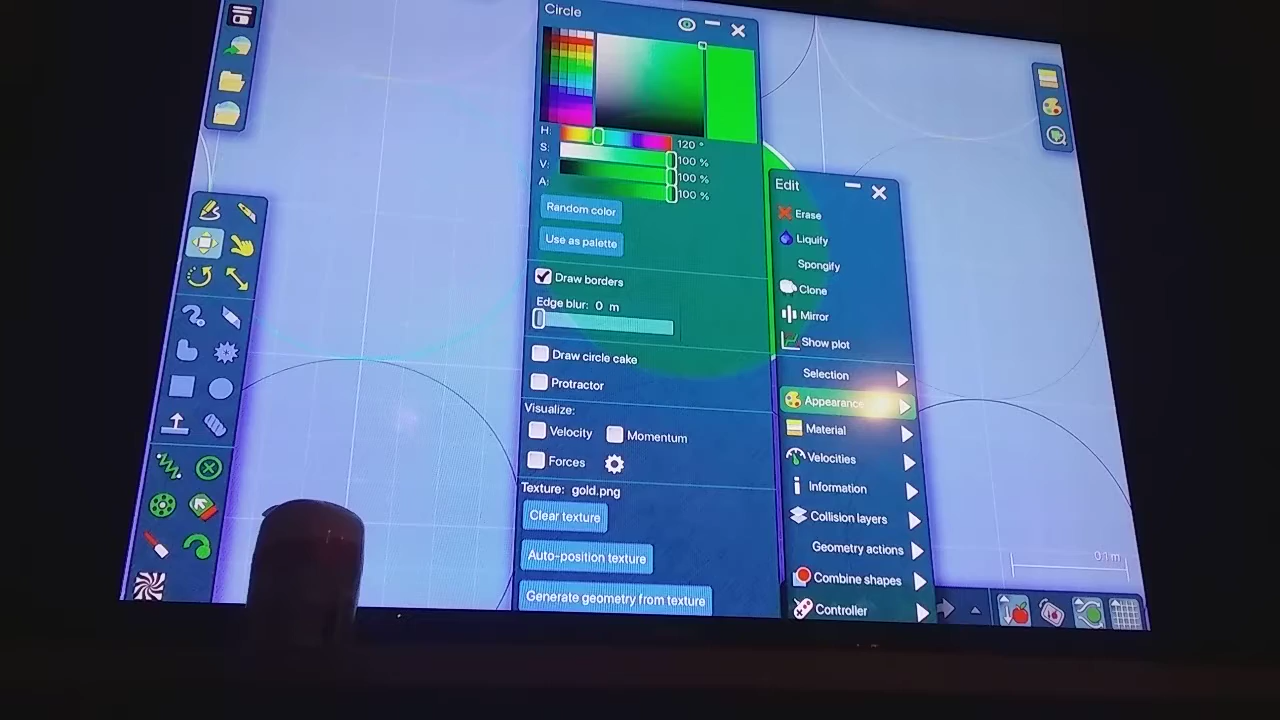 Circle
H:
120 °
S:
100 %
V:
100 %
A:
100 %
Random color
Use as palette
Draw borders
Edge blur: 0 m
Draw circle cake
Protractor
Visualize:
Velocity
Momentum
Forces
Texture: gold.png
Clear texture
Auto-position texture
Generate geometry from texture
Edit
Erase
Liquify
Spongify
Clone
Mirror
Show plot
Selection
Appearance
Material
Velocities
Information
Collision layers
Geometry actions
Combine shapes
Controller
0.1 m